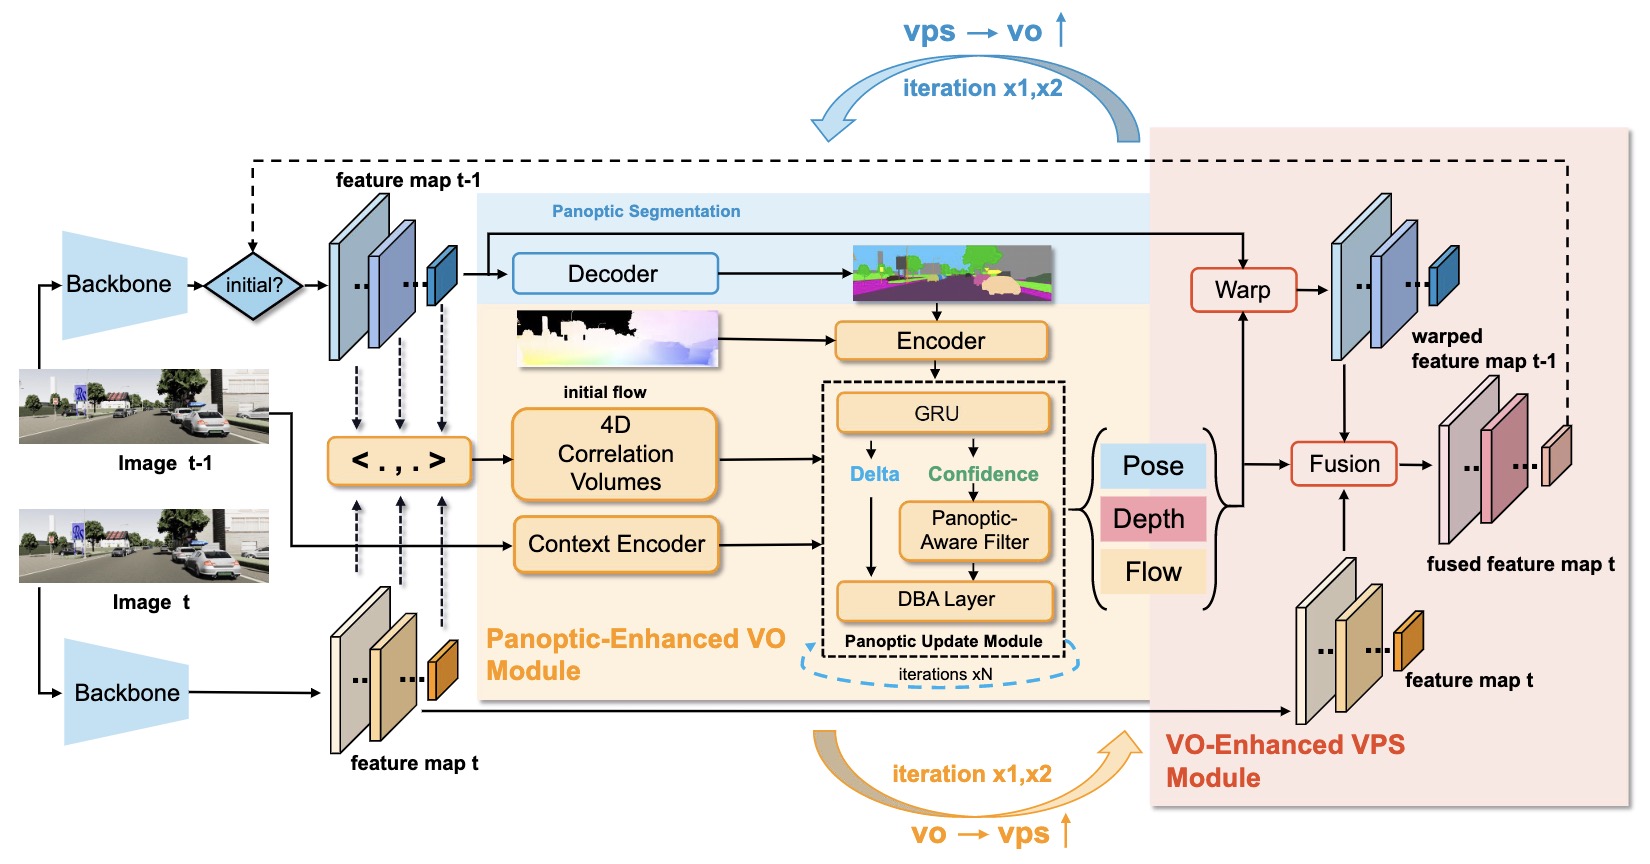 vps → vo ↑
iteration x1,x2
feature map t-1
Panoptic Segmentation
Backbone
initial?
Decoder
Warp
Encoder
warped
feature map t-1
initial flow
Image t-1
< . , . >
4D
Correlation
Volumes
GRU
Delta
Confidence
Panoptic-
Aware Filter
DBA Layer
Panoptic Update Module
iterations xN
Context Encoder
Pose
Depth
Flow
Fusion
fused feature map t
Image t
Panoptic-Enhanced VO
Module
Backbone
feature map t
feature map t
VO-Enhanced VPS
Module
iteration x1,x2
vo → vps ↑